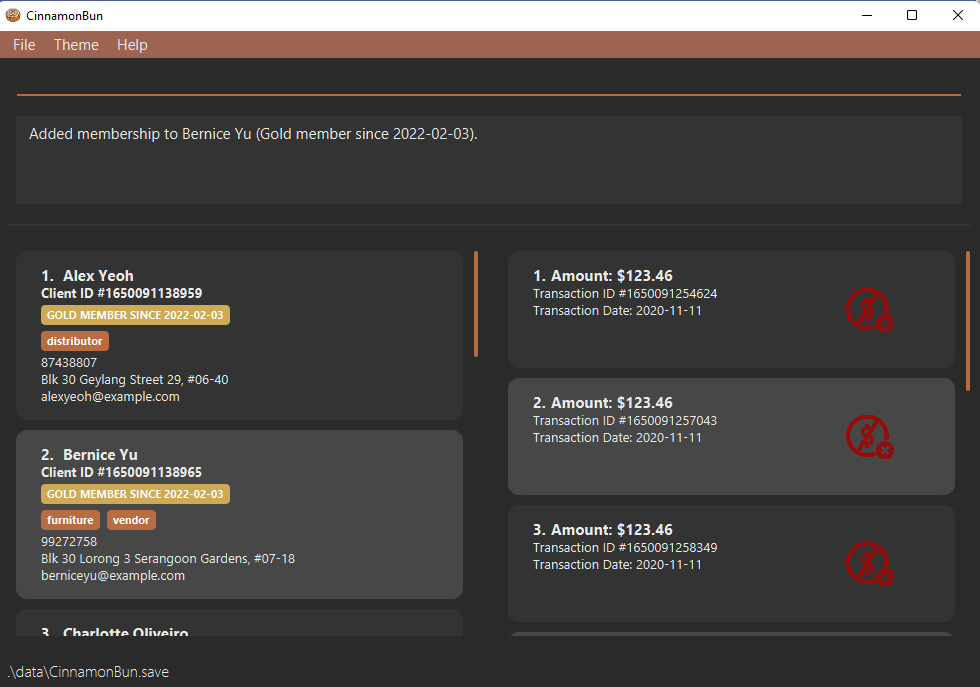 CinnamonBun
File Theme Help
Added membership to Bernice Yu (Gold member since 2022-02-03).
1. Alex Yeoh
Client ID #1650091138959
GOLD MEMBER SINCE 2022-02-03
distributor
87438807
Blk 30 Geylang Street 29, #06-40
alexyeoh@example.com
2. Bernice Yu
Client ID #1650091138965
GOLD MEMBER SINCE 2022-02-03
furniture vendor
99272758
Blk 30 Lorong 3 Serangoon Gardens, #07-18
berniceyu@example.com
3. Charlotte Oliveiro
1. Amount: $123.46
Transaction ID #1650091254624
Transaction Date: 2020-11-11
2. Amount: $123.46
Transaction ID #1650091257043
Transaction Date: 2020-11-11
3. Amount: $123.46
Transaction ID #1650091258349
Transaction Date: 2020-11-11
.\data\CinnamonBun.save